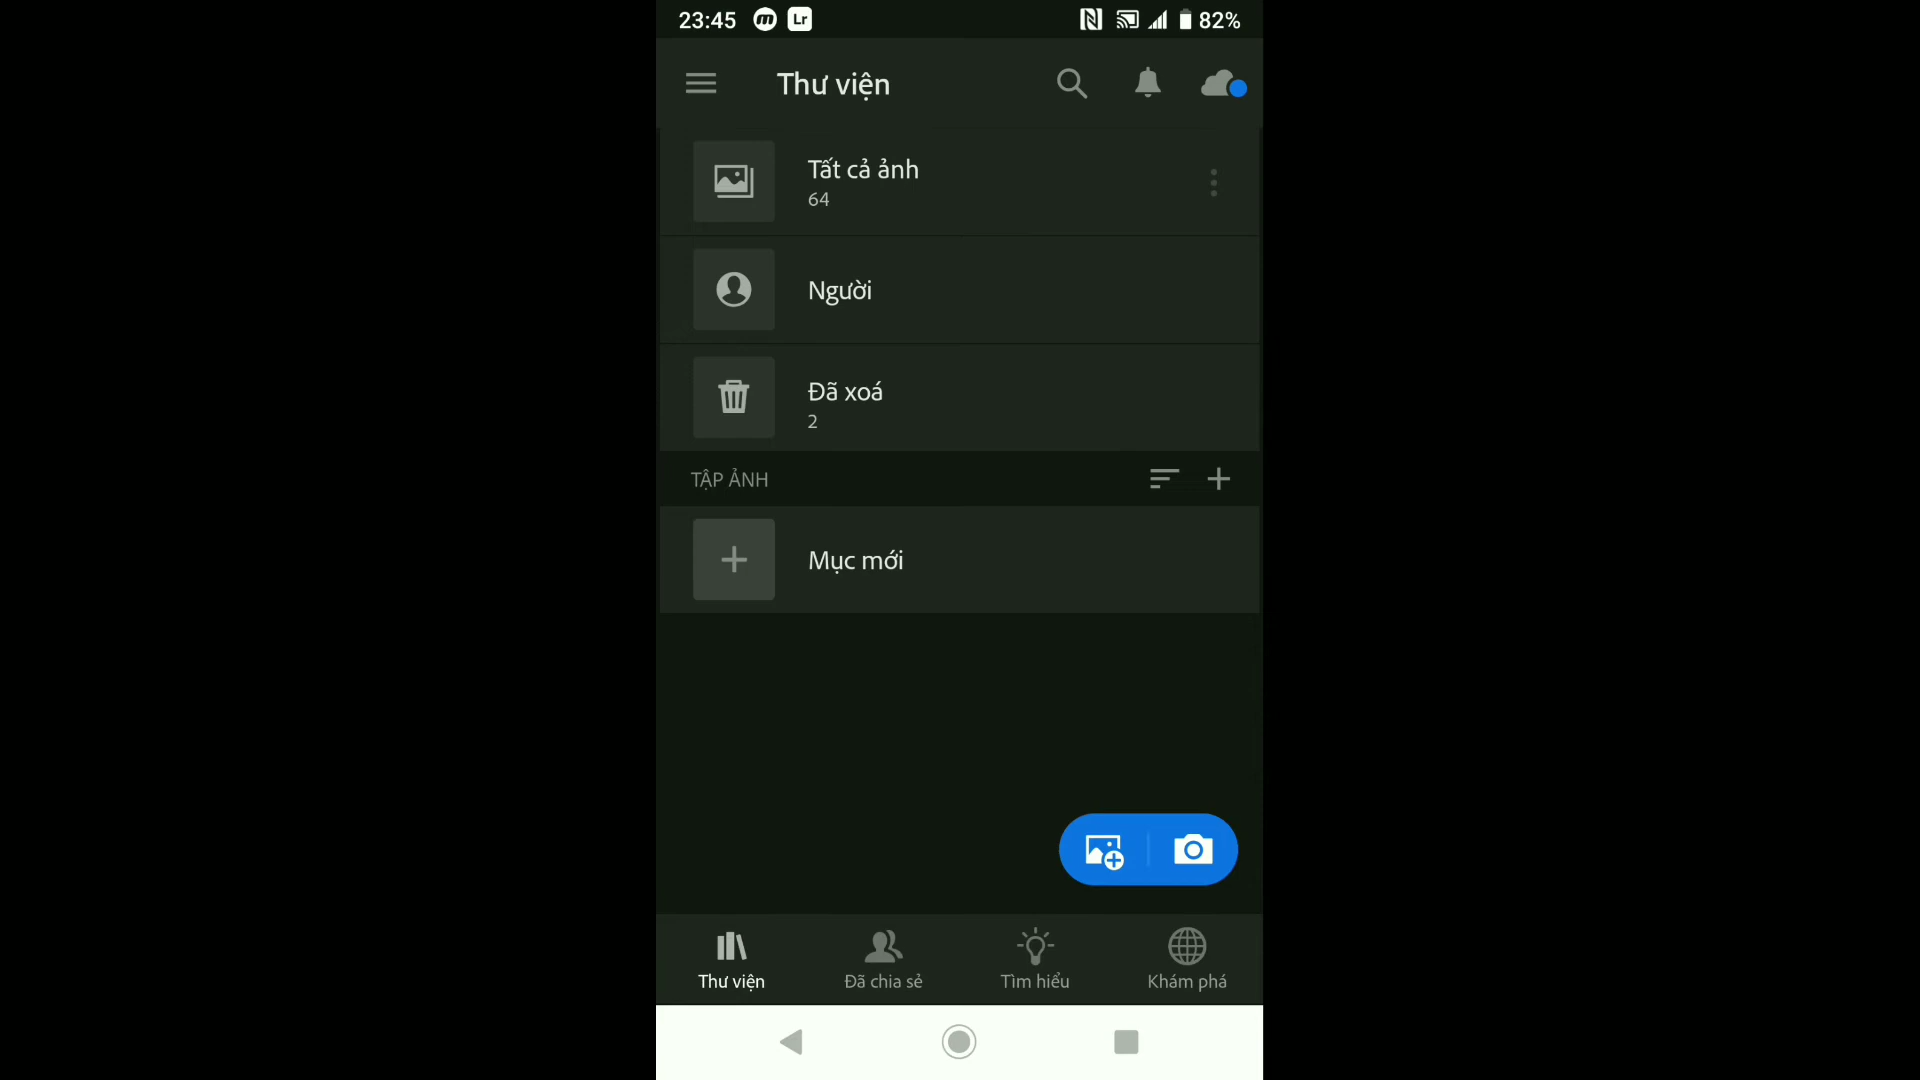 23:45 m Lr 82%
Thư viện
Tất cả ảnh
64
Người
Đã xoá
2
TẬP ẢNH
Mục mới
Thư viện Đã chia sẻ Tìm hiểu Khám phá